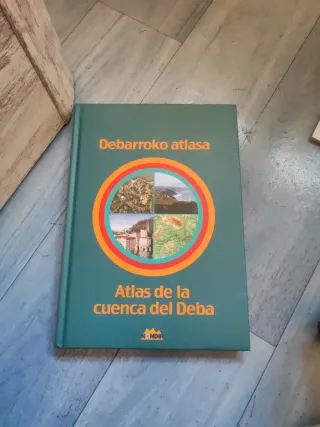 Debarroko atlasa
Atlas de la
cuenca del Deba